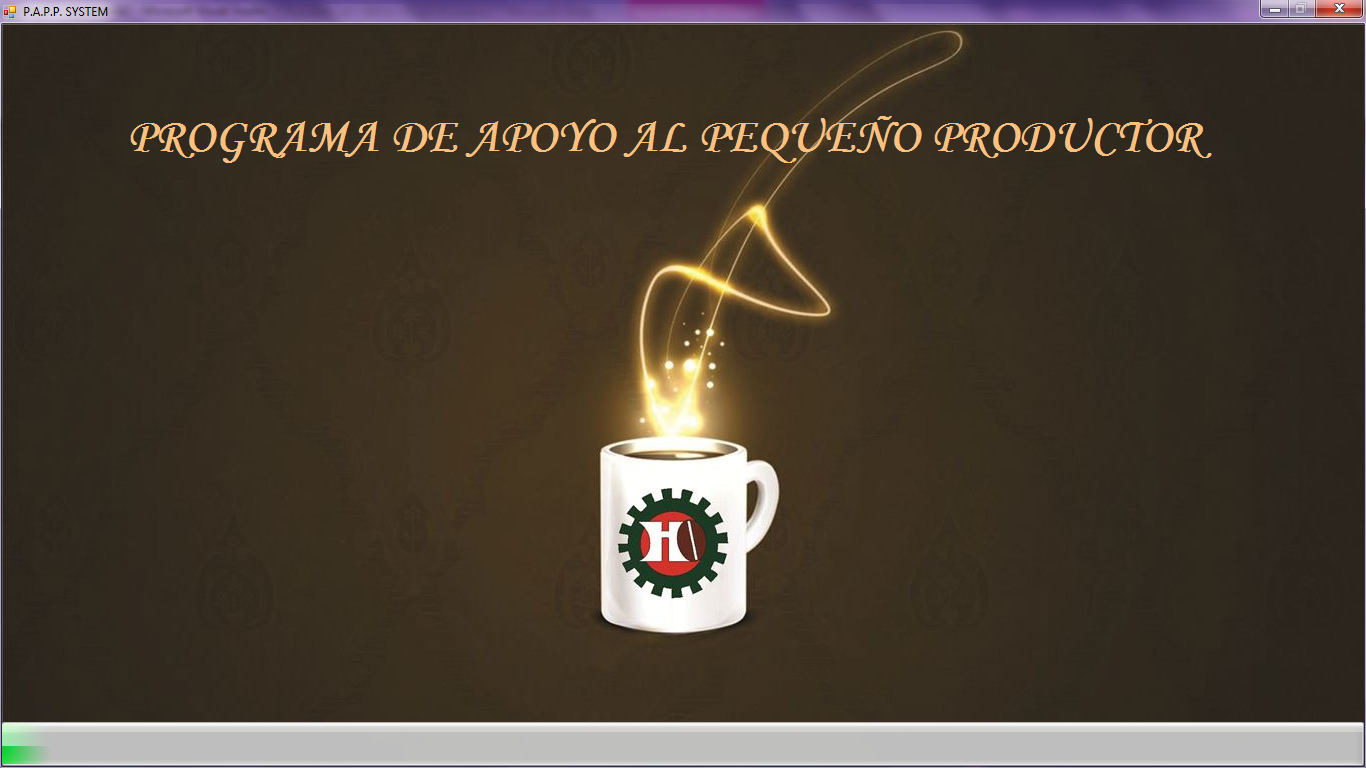 P.A.P.P. SYSTEM
PROGRAMA DE APOYO AL PEQUEÑO PRODUCTOR
H